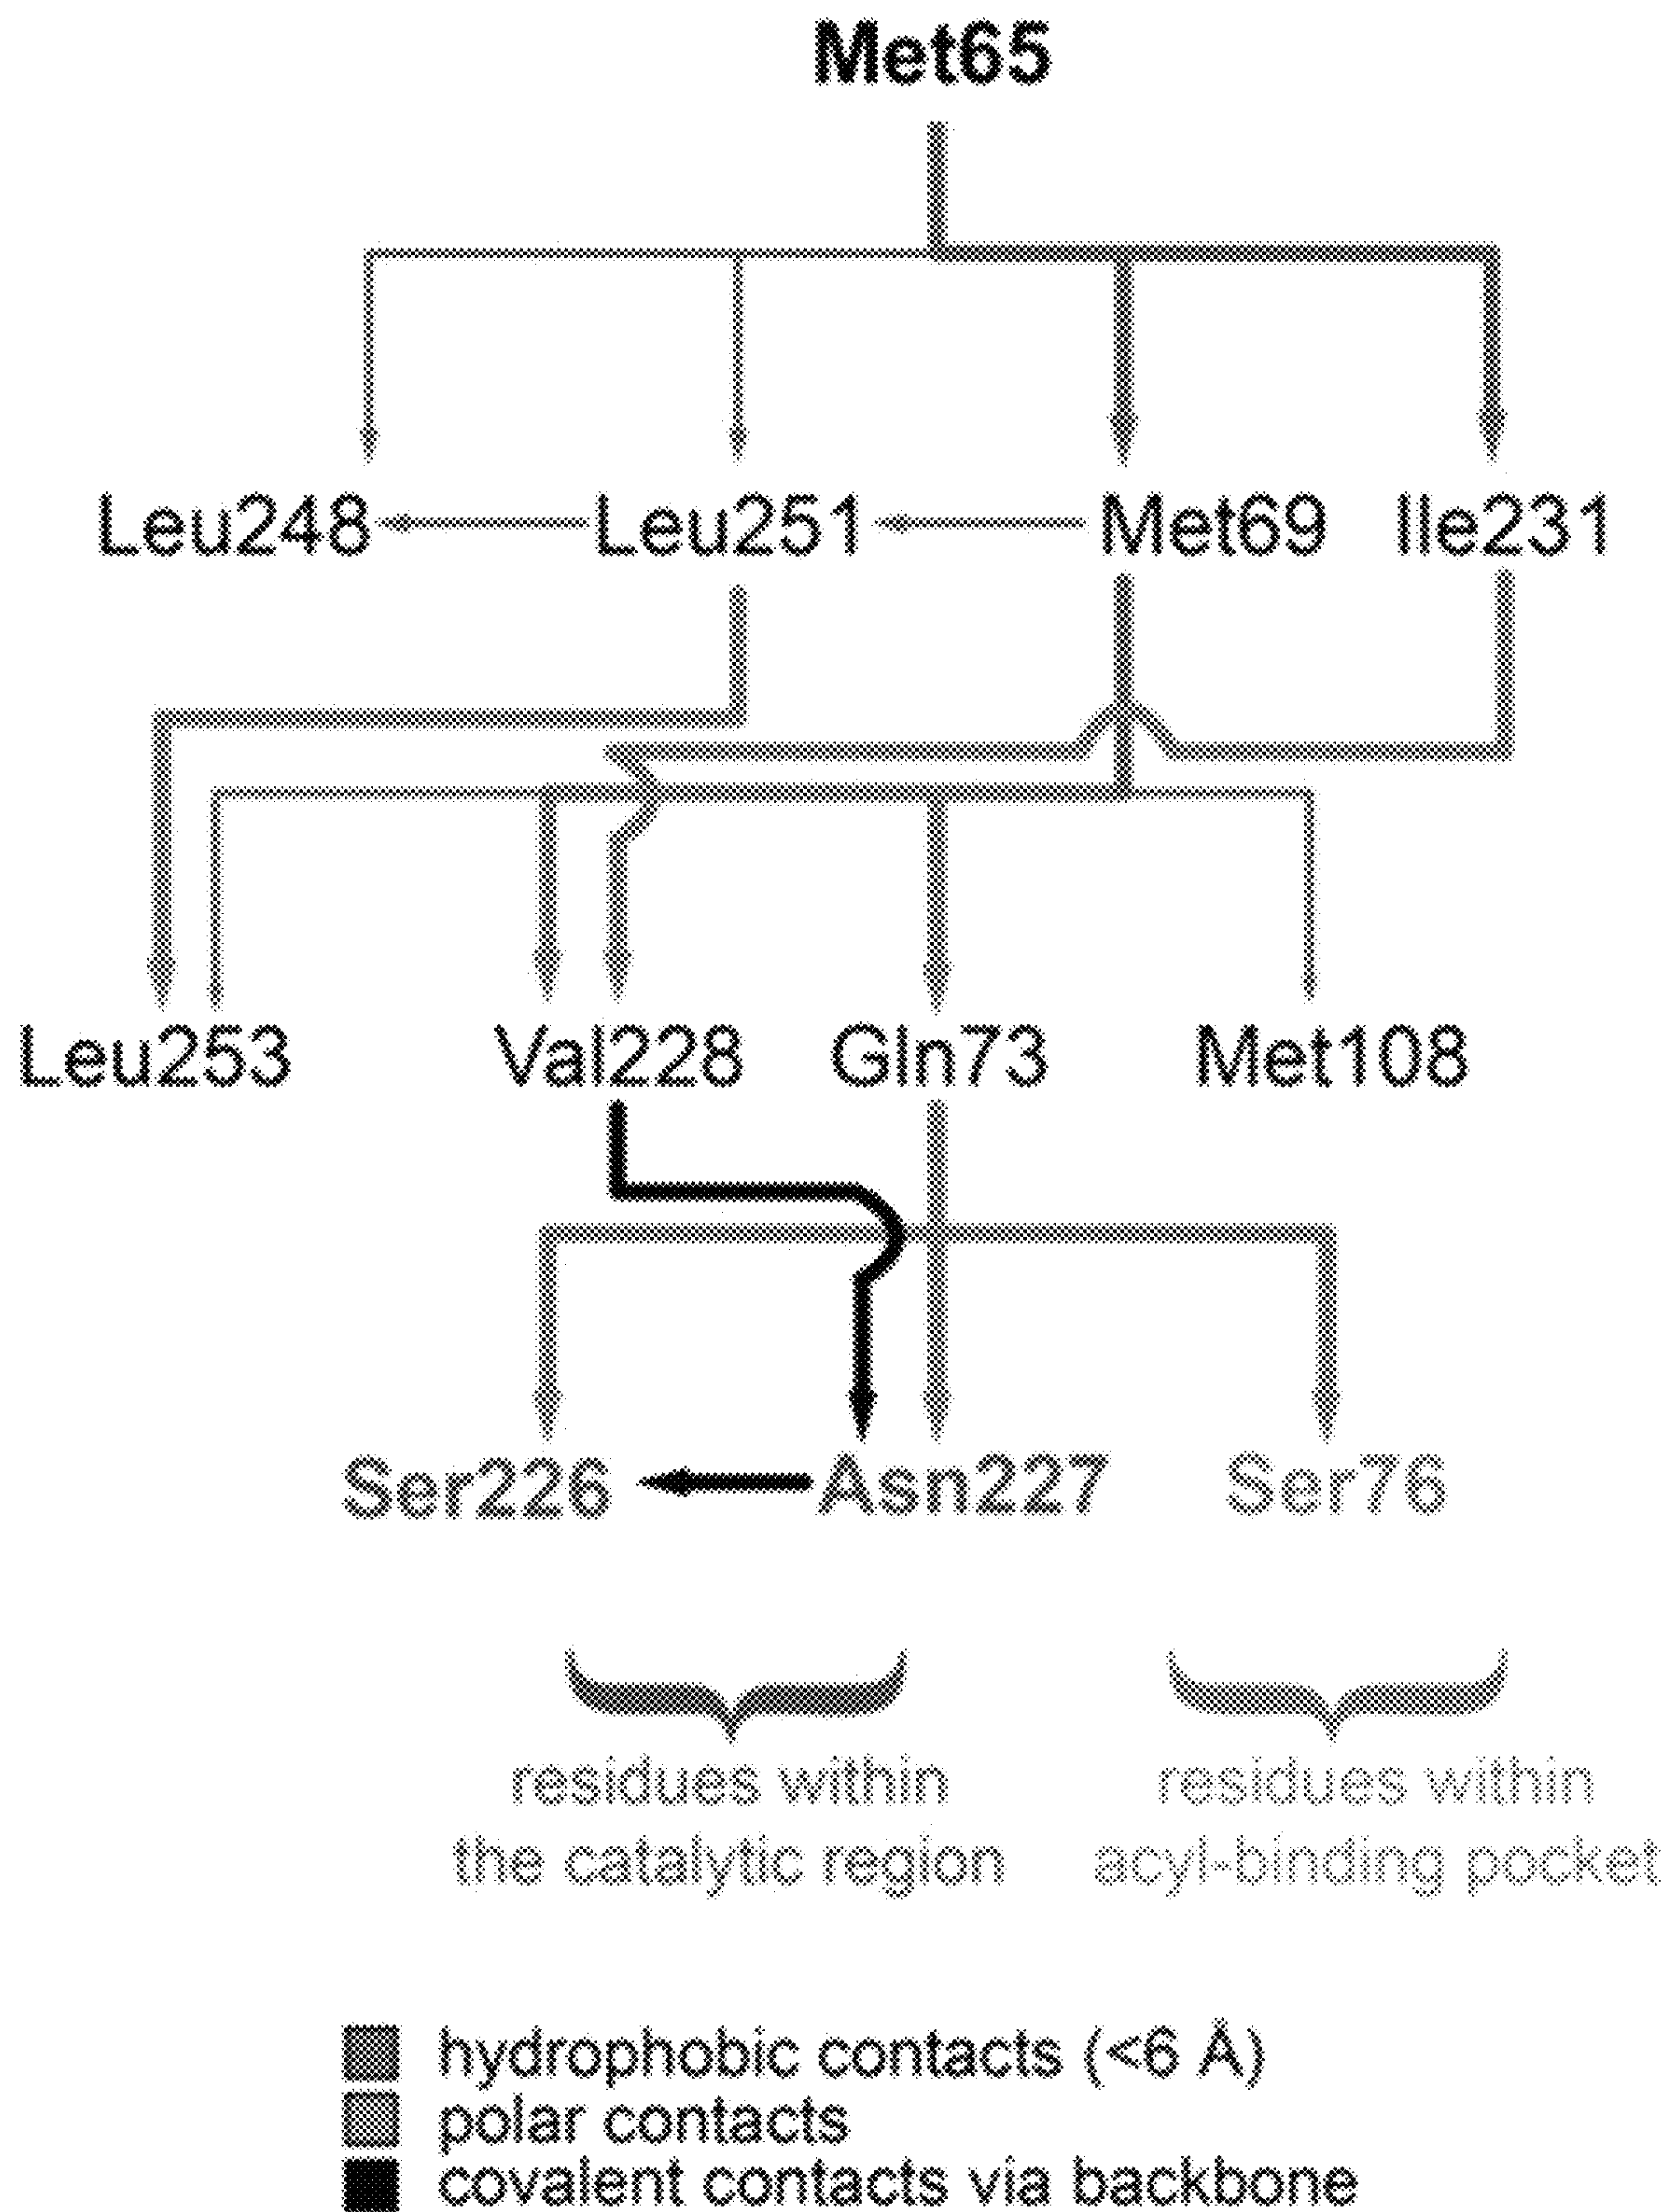 Met65
Leu248 Leu251 Met69 Ile231
Leu253 Val228 Gln73 Met108
Ser226 Asn227 Ser76
residues within
the catalytic region
residues within
acyl-binding pocket
hydrophobic contacts (<6 Å)
polar contacts
covalent contacts via backbone